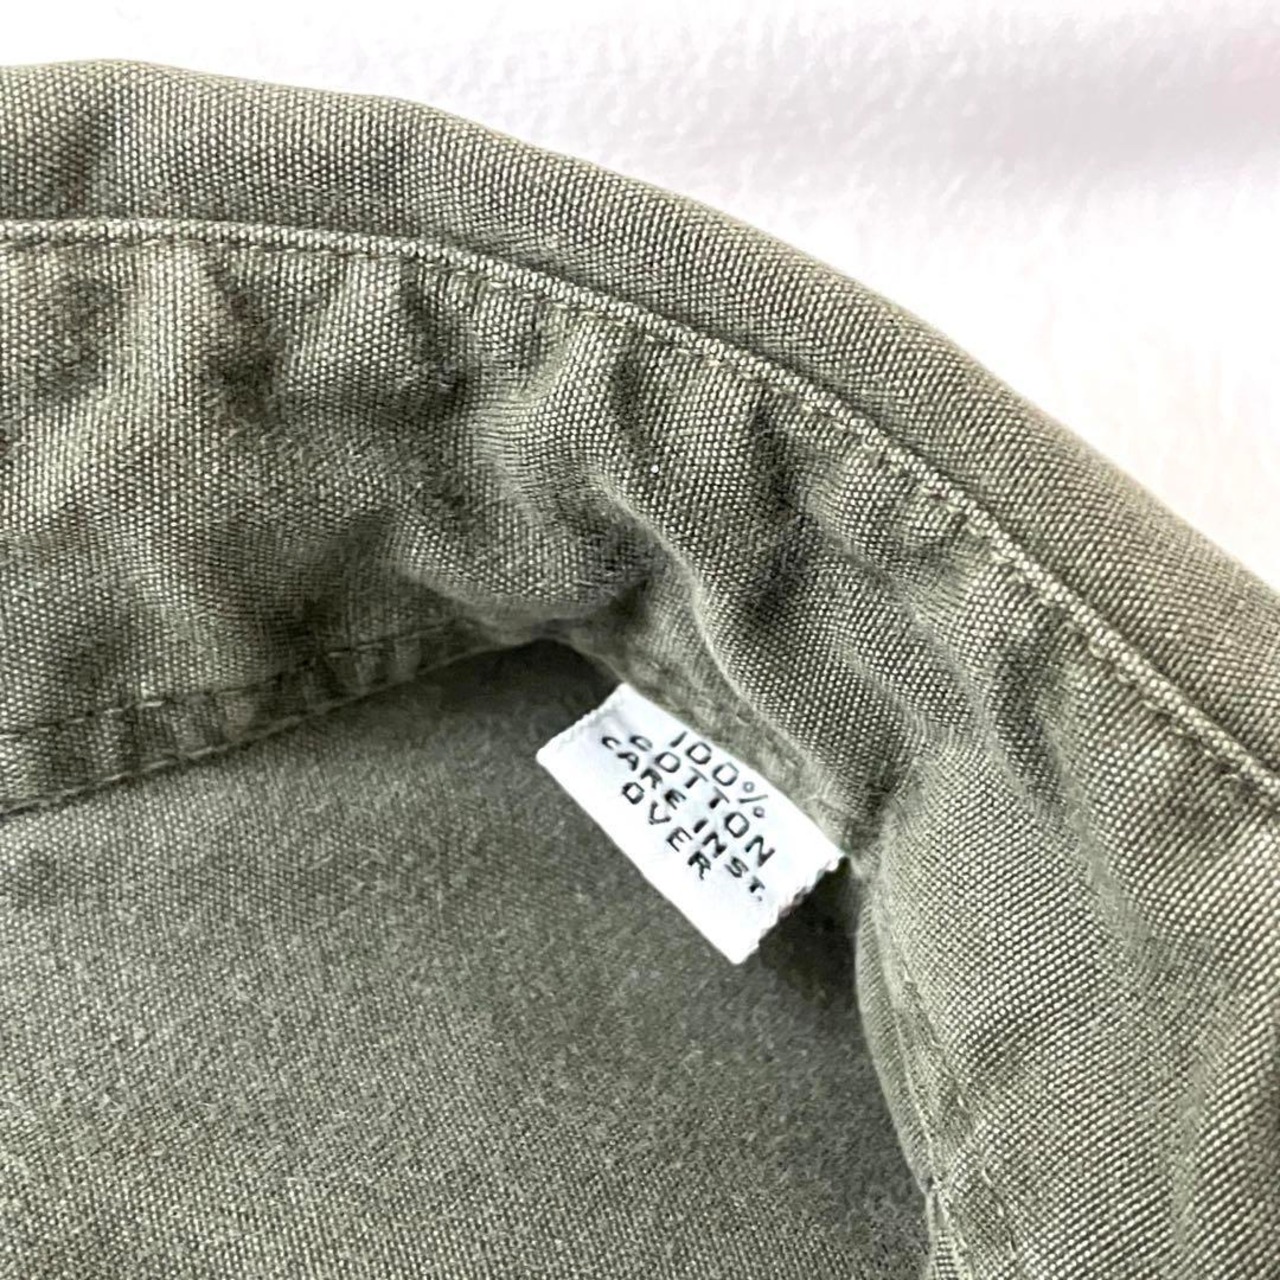 100%
COTTON
CARE INST.
OVER